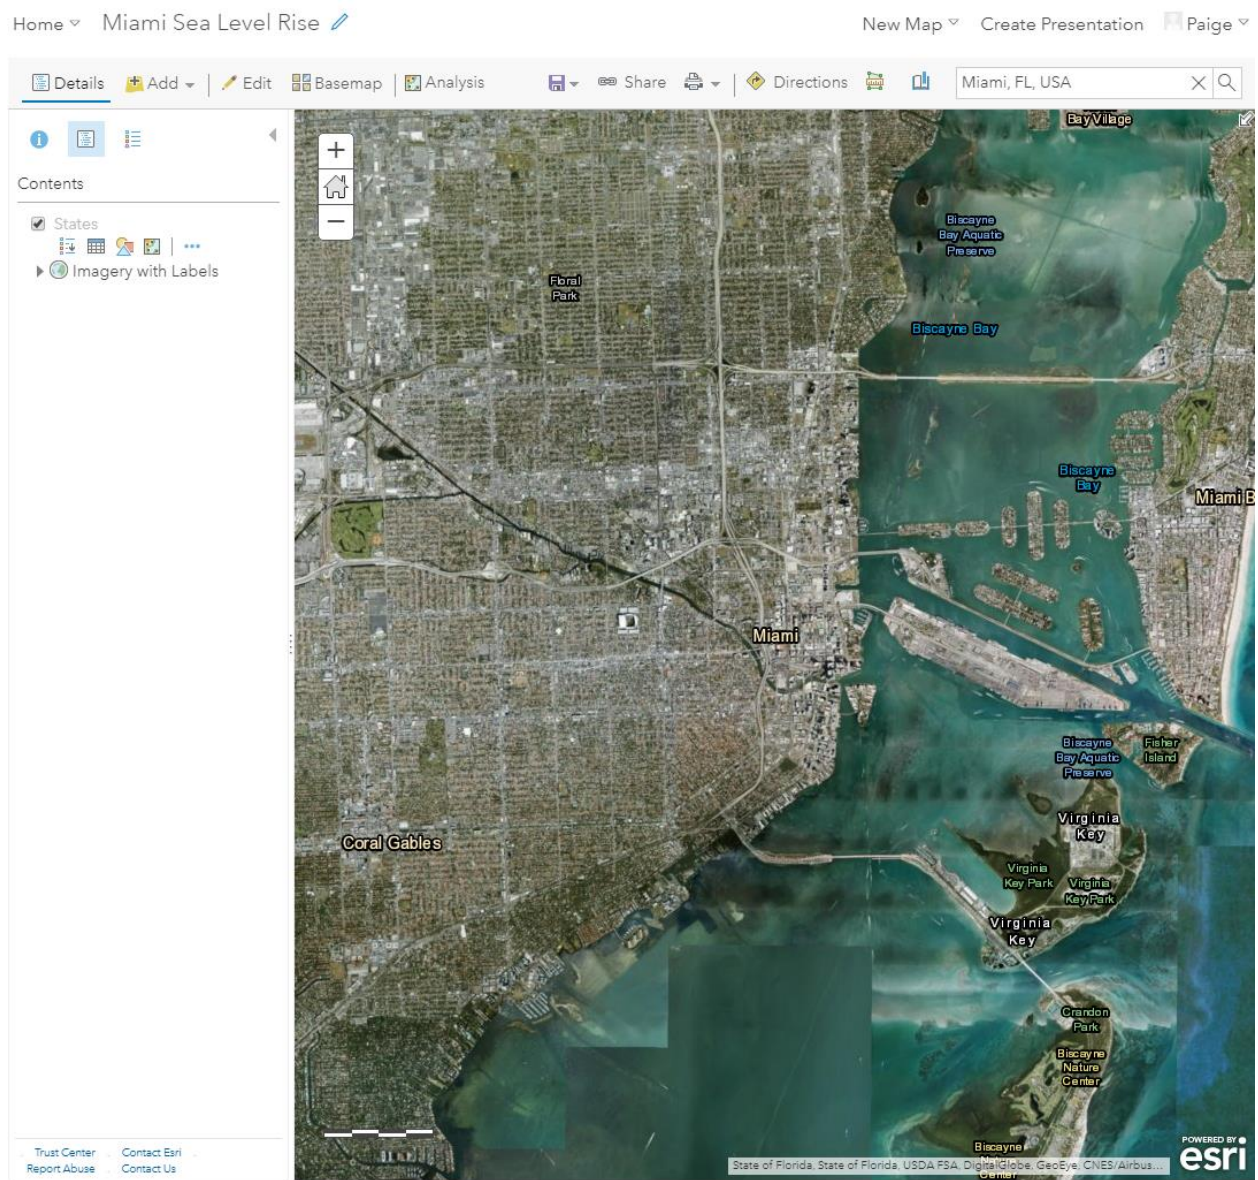 Home
Miami Sea Level Rise
New Map
Create Presentation
Paige
Details
Add
Edit
Basemap
Analysis
Share
Directions
Miami, FL, USA
Contents
States
Imagery with Labels
Bay Village
Biscayne
Bay Aquatic
Preserve
Floral
Park
Biscayne Bay
Biscayne
Bay
Miami B
Miami
Biscayne
Bay Aquatic
Preserve
Fisher
Island
Virginia
Key
Coral Gables
Virginia
Key Park
Virginia
Key Park
Virginia
Key
Crandon
Park
Biscayne
Nature
Center
Biscayne
Center
Trust Center
Contact Esri
Report Abuse
Contact Us
State of Florida, State of Florida, USDA FSA, DigitalGlobe, GeoEye, CNES/Airbus...
POWERED BY
esri